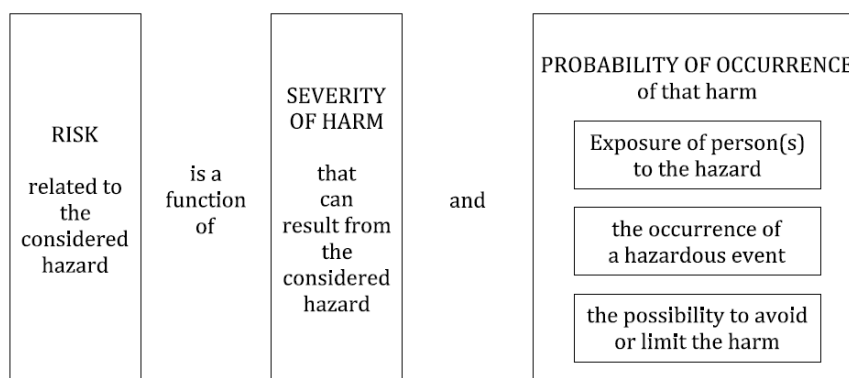 RISK
related to
the
considered
hazard
is a
function
of
SEVERITY
OF HARM
that
can
result from
the
considered
hazard
and
PROBABILITY OF OCCURRENCE
of that harm
Exposure of person(s)
to the hazard
the occurrence of
a hazardous event
the possibility to avoid
or limit the harm